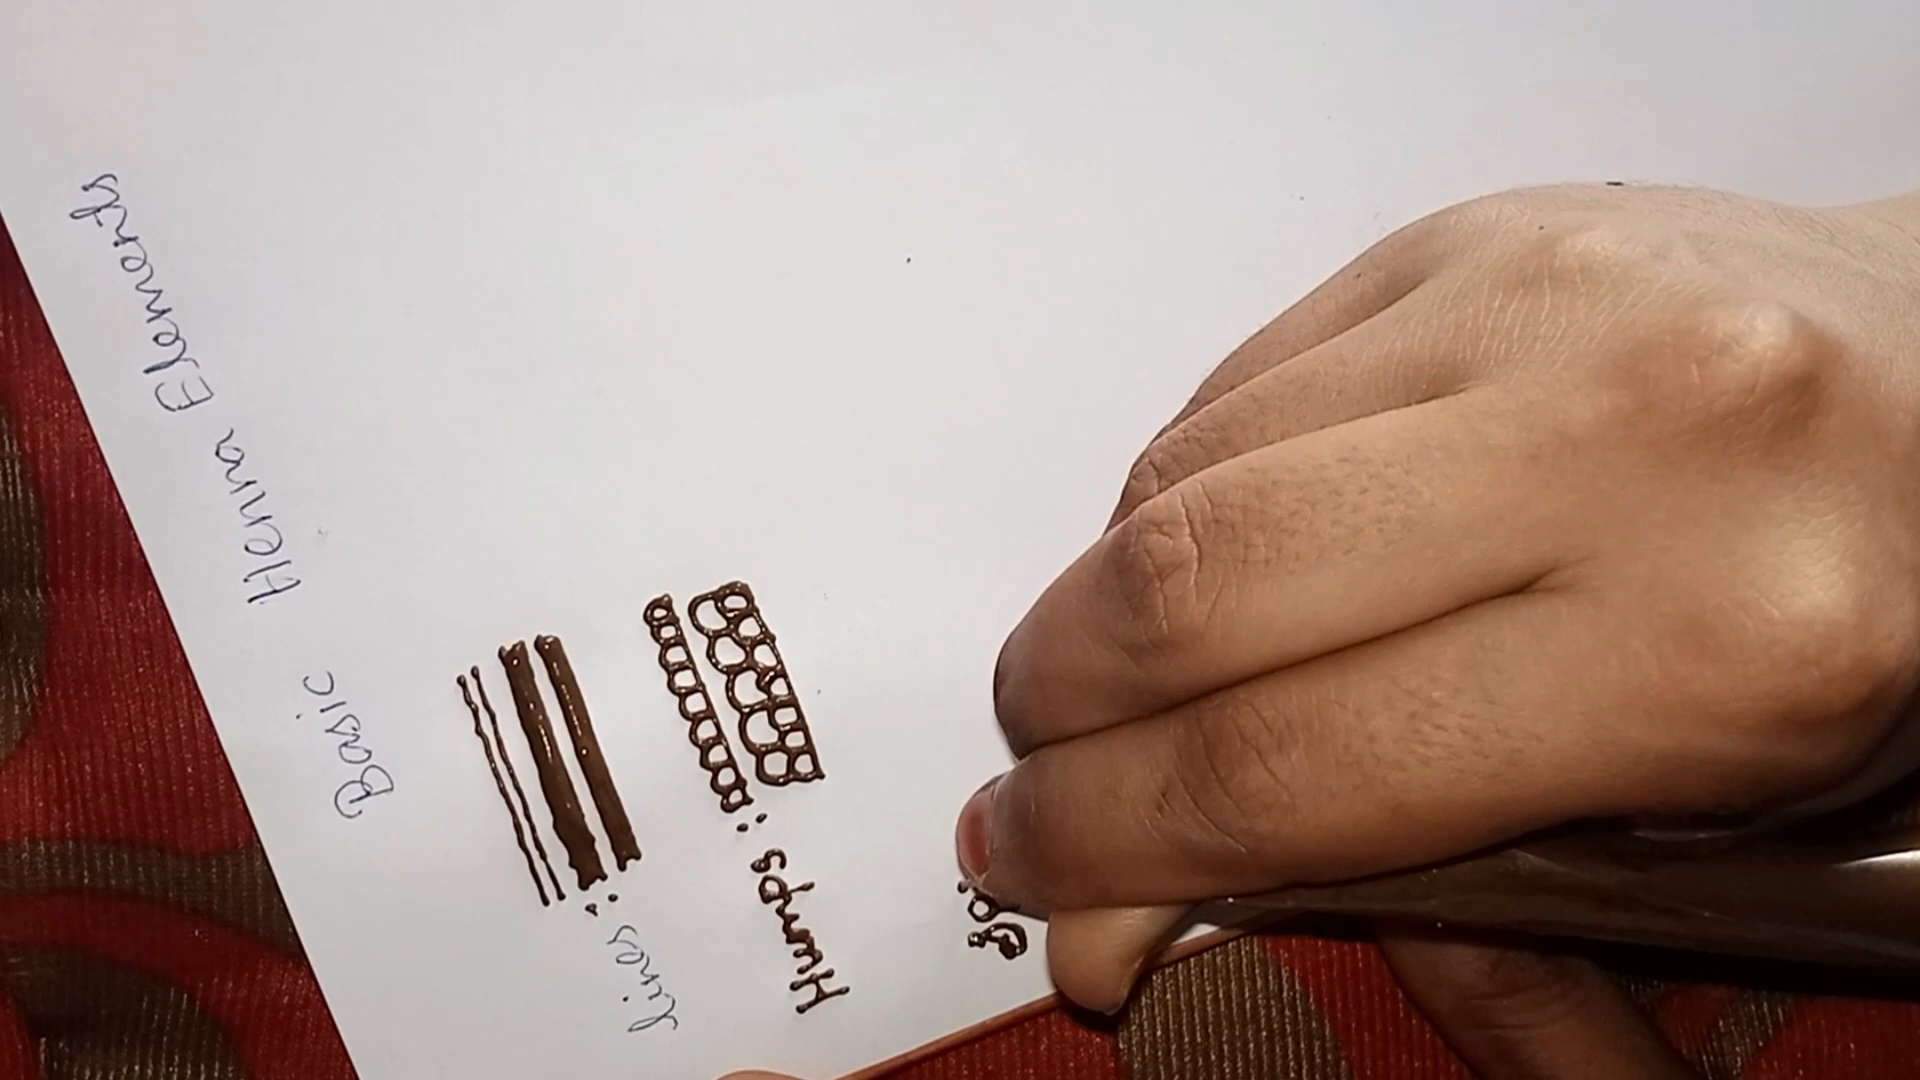 Basic Henna Elements
lines :
Humps :